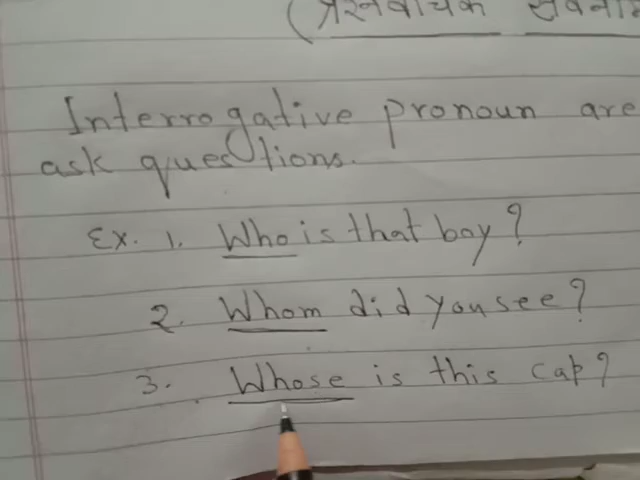 (प्रश्नवाचक सर्वनाम
Interrogative pronoun are
ask questions.
Ex. 1. Who is that boy?
2. Whom did you see?
3. Whose is this cap?